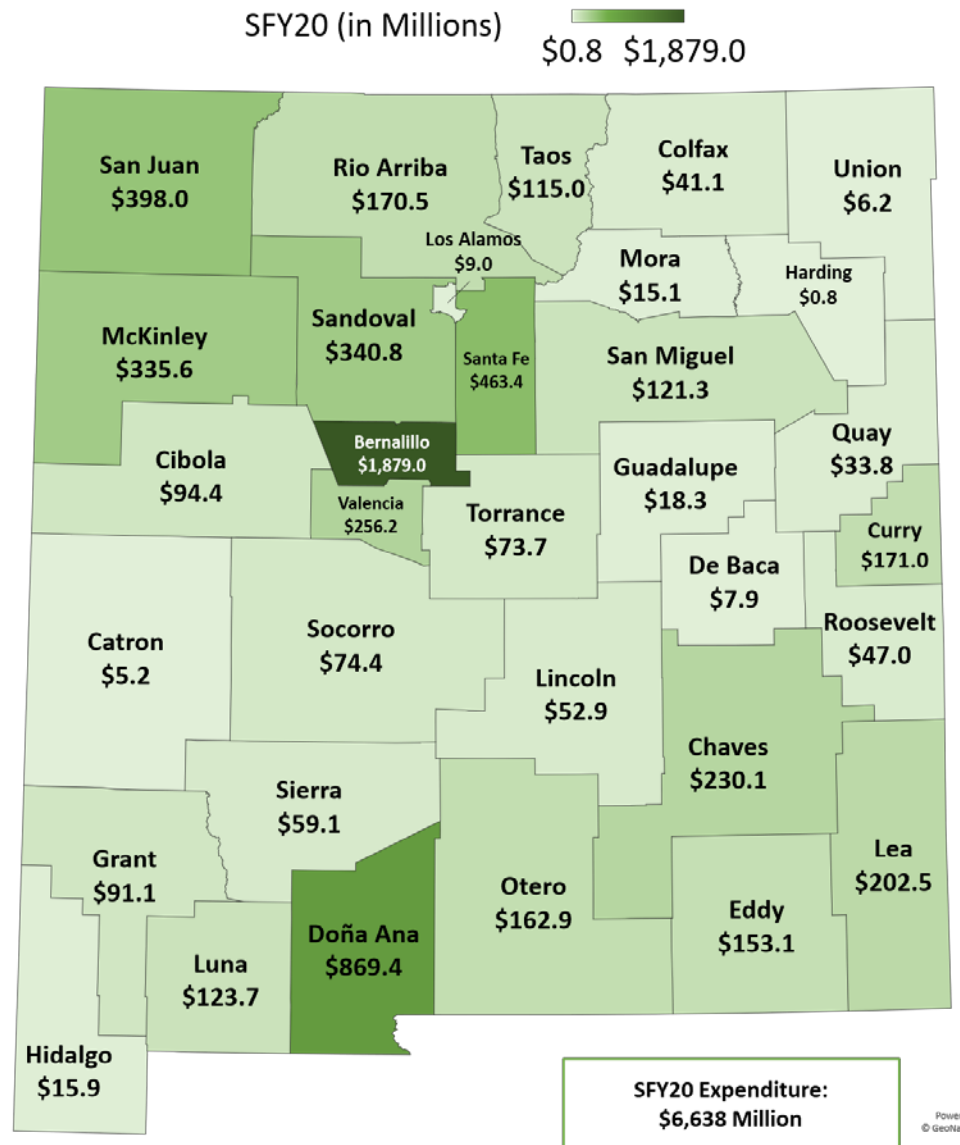 SFY20 (in Millions)
$0.8 $1,879.0
San Juan
$398.0
Rio Arriba
$170.5
Taos
$115.0
Colfax
$41.1
Union
$6.2
Los Alamos
$9.0
Mora
$15.1
Harding
$0.8
McKinley
$335.6
Sandoval
$340.8
Santa Fe
$463.4
San Miguel
$121.3
Quay
$33.8
Bernalillo
$1,879.0
Cibola
$94.4
Guadalupe
$18.3
Valencia
$256.2
Torrance
$73.7
Curry
$171.0
De Baca
$7.9
Catron
$5.2
Socorro
$74.4
Roosevelt
$47.0
Lincoln
$52.9
Chaves
$230.1
Sierra
$59.1
Grant
$91.1
Lea
$202.5
Otero
$162.9
Eddy
$153.1
Doña Ana
$869.4
Luna
$123.7
Hidalgo
$15.9
SFY20 Expenditure:
$6,638 Million
Powe
© GeoNa